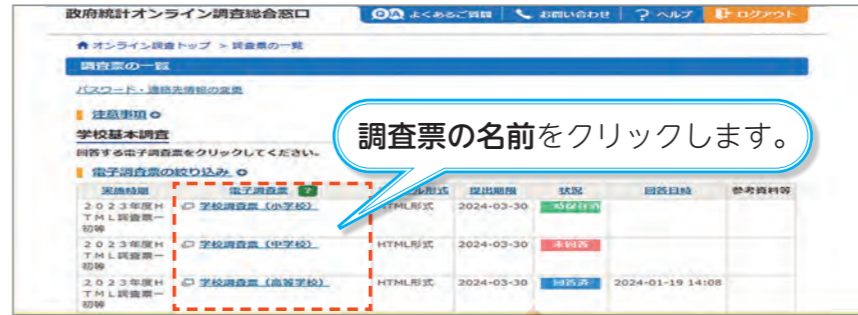 政府統計オンライン調査総合窓口
Q&A よくあるご質問 お問い合わせ ? ヘルプ ログアウト
オンライン調査トップ > 調査票の一覧
調査票の一覧
パスワード・連絡先情報の変更
注意事項
学校基本調査
回答する電子調査票をクリックしてください。
調査票の名前をクリックします。
電子調査票の絞り込み
実施時期 電子調査票 ? 形式 提出期限 状況 回答日時 参考資料等
2023年度H 学校調査票（小学校） HTML形式 2024-03-30 一時保存済
TML調査票ー
初等
2023年度H 学校調査票（中学校） HTML形式 2024-03-30 未回答
TML調査票ー
初等
2023年度H 学校調査票（高等学校） HTML形式 2024-03-30 回答済 2024-01-19 14:08
TML調査票ー
初等